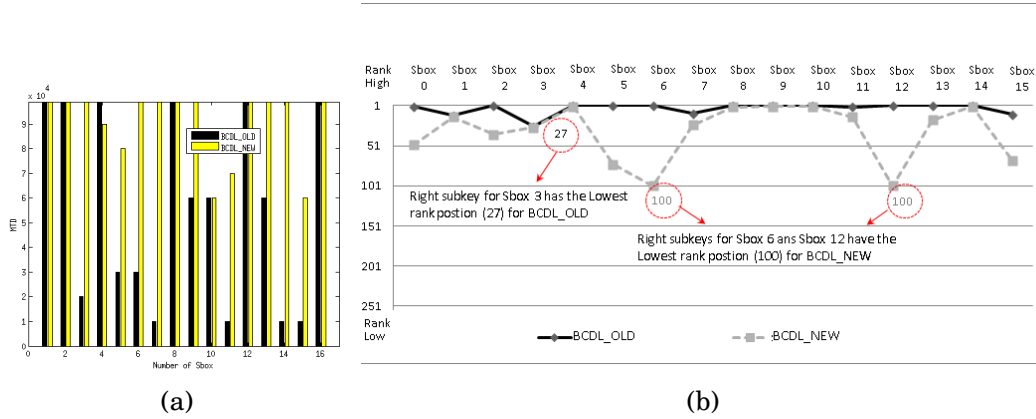 x 10^4
9
8
7
6
5
4
3
2
1
0
MTD
0 2 4 6 8 10 12 14 16
Number of Sbox
BCDL_OLD
BCDL_NEW
(a)
Rank
High
Sbox Sbox Sbox Sbox Sbox Sbox Sbox Sbox Sbox Sbox Sbox Sbox Sbox Sbox Sbox Sbox
0 1 2 3 4 5 6 7 8 9 10 11 12 13 14 15
1
51
101
151
201
251
Rank
Low
27
Right subkey for Sbox 3 has the Lowest
rank postion (27) for BCDL_OLD
100
100
Right subkeys for Sbox 6 ans Sbox 12 have the
Lowest rank postion (100) for BCDL_NEW
BCDL_OLD
BCDL_NEW
(b)